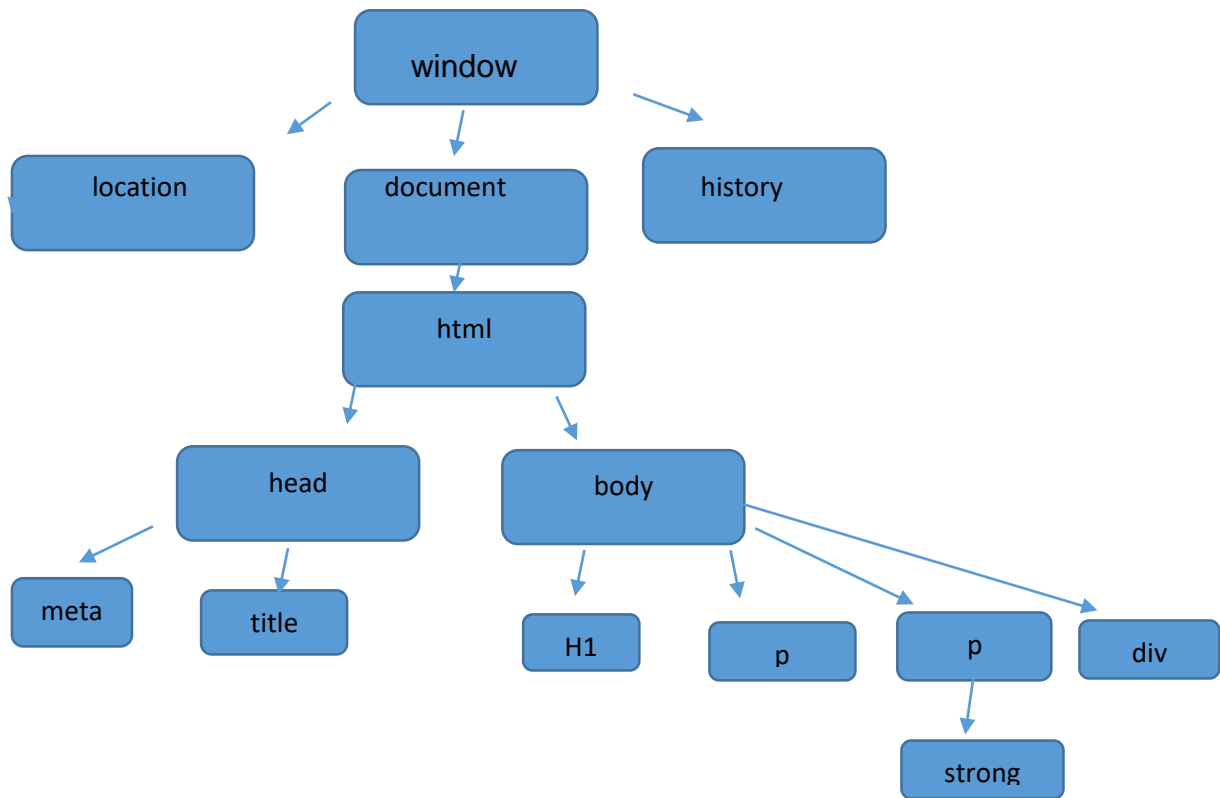 window
location
document
history
html
head
body
meta
title
H1
p
p
div
strong